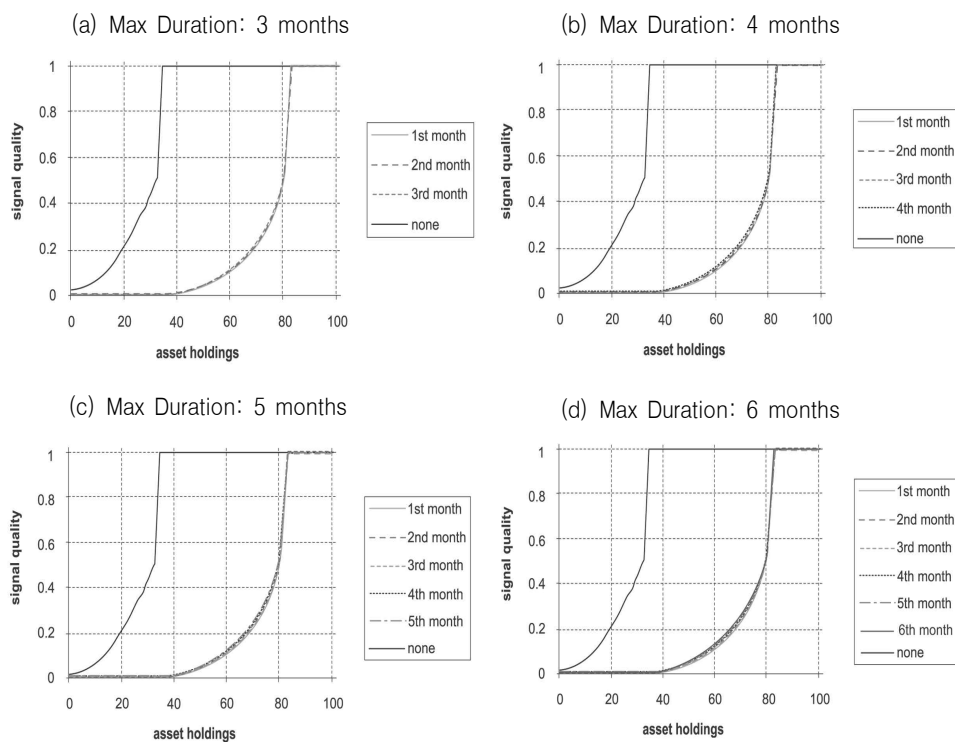 (a) Max Duration: 3 months
signal quality
1
0.8
0.6
0.4
0.2
0
0 20 40 60 80 100
asset holdings
1st month
2nd month
3rd month
none
(b) Max Duration: 4 months
signal quality
1
0.8
0.6
0.4
0.2
0
0 20 40 60 80 100
asset holdings
1st month
2nd month
3rd month
4th month
none
(c) Max Duration: 5 months
signal quality
1
0.8
0.6
0.4
0.2
0
0 20 40 60 80 100
asset holdings
1st month
2nd month
3rd month
4th month
5th month
none
(d) Max Duration: 6 months
signal quality
1
0.8
0.6
0.4
0.2
0
0 20 40 60 80 100
asset holdings
1st month
2nd month
3rd month
4th month
5th month
6th month
none